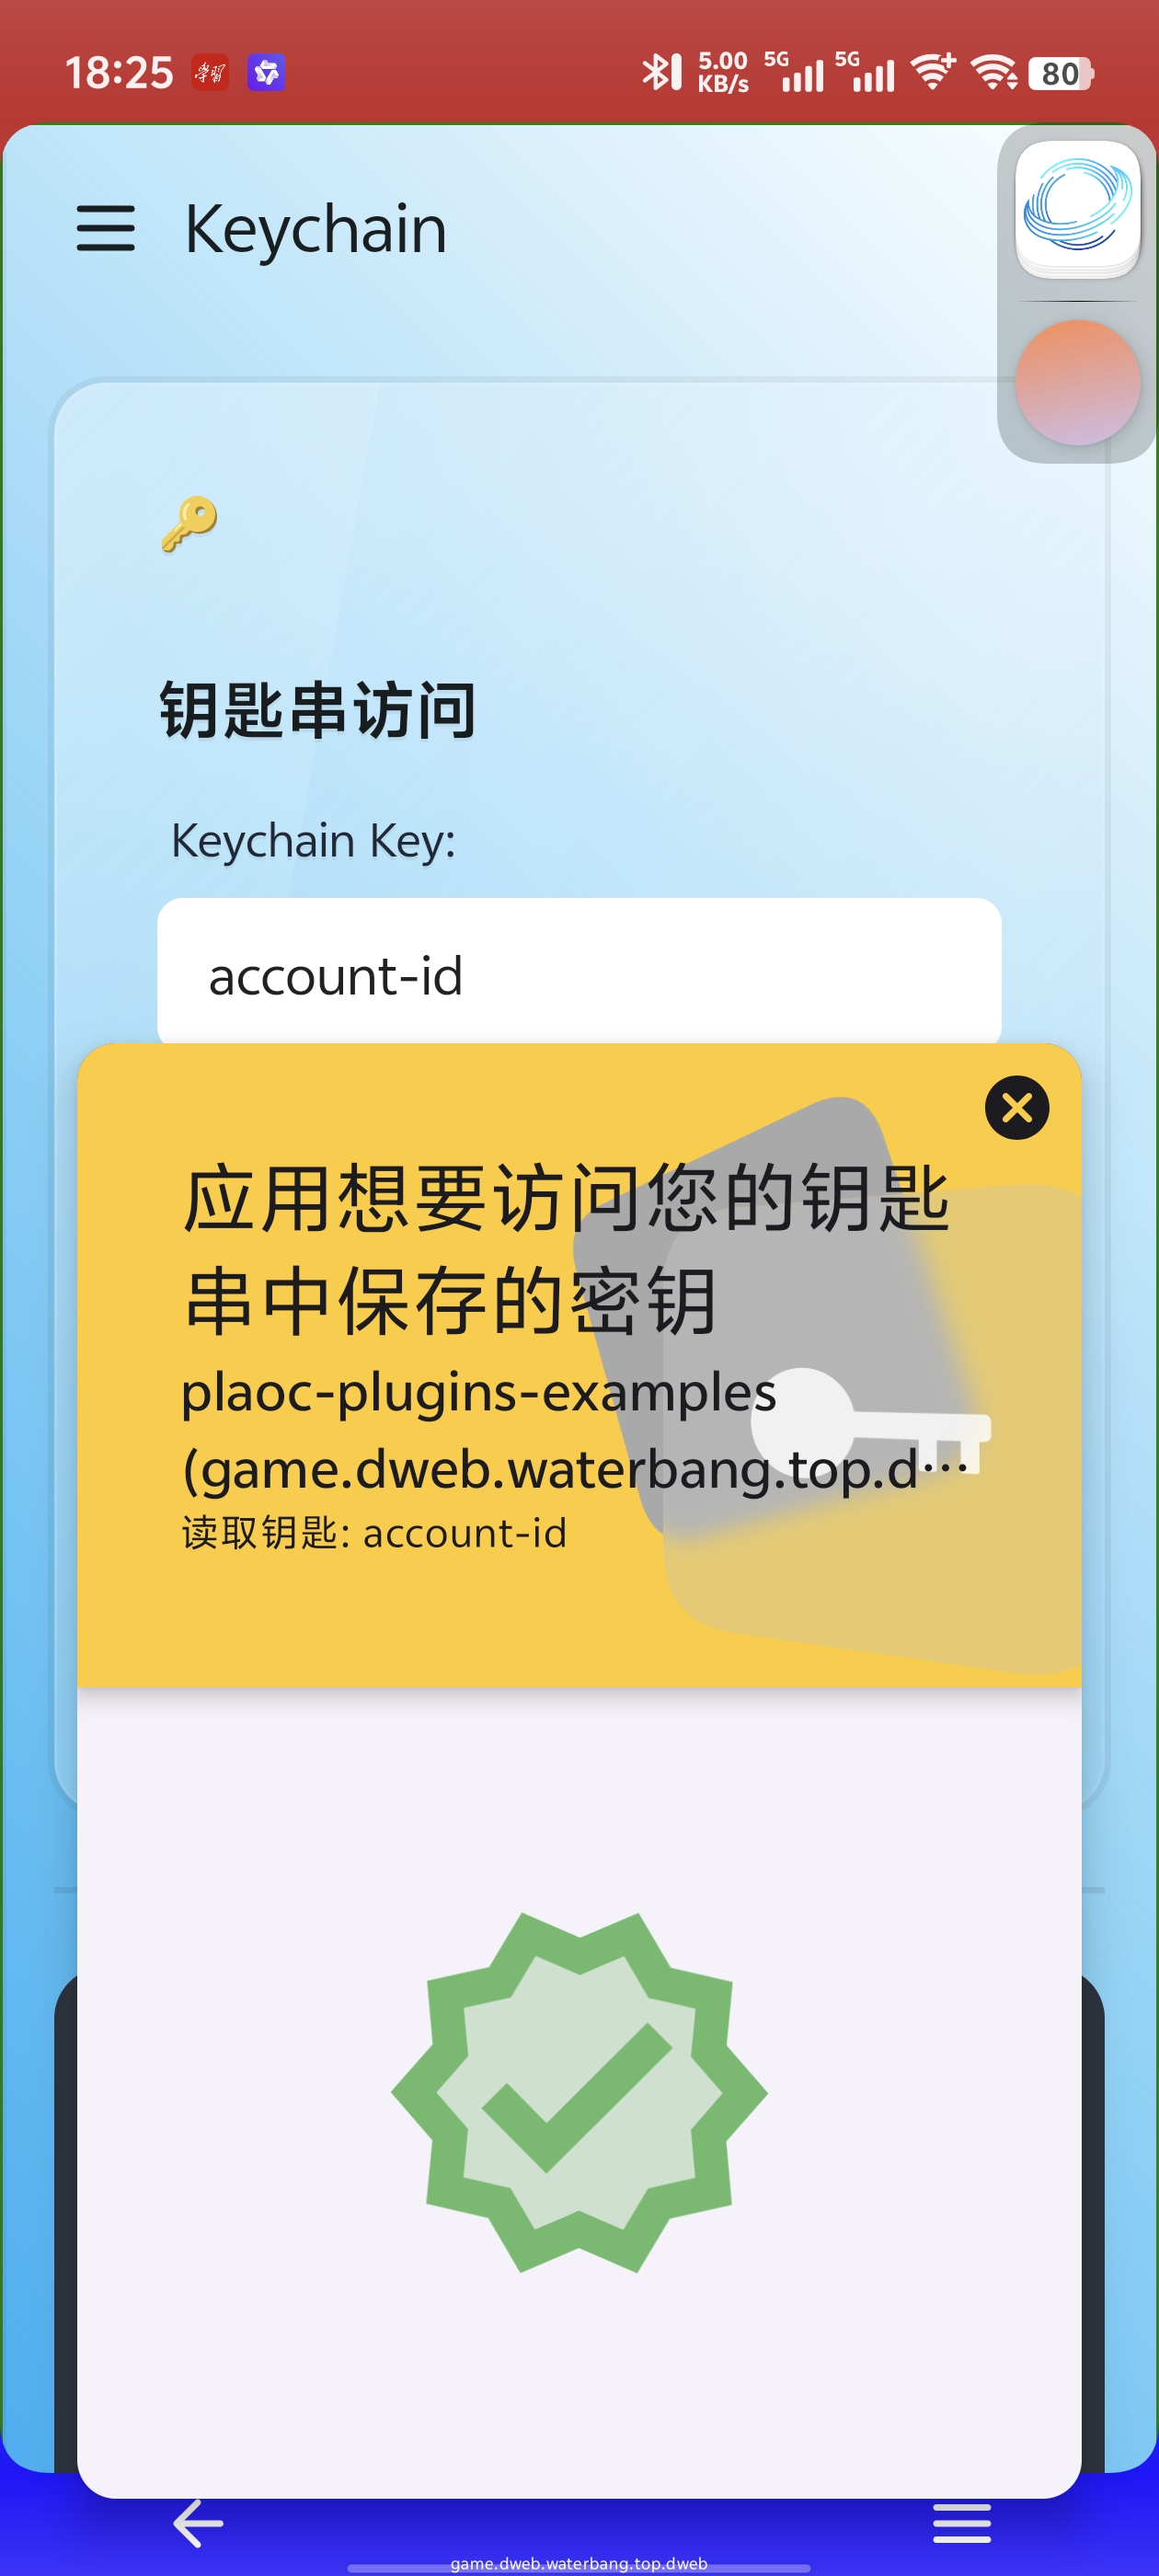 18:25
学习
5.00
KB/s
5G
5G
80
Keychain
钥匙串访问
Keychain Key:
account-id
应用想要访问您的钥匙
串中保存的密钥
plaoc-plugins-examples
(game.dweb.waterbang.top.d…
读取钥匙: account-id
game.dweb.waterbang.top.dweb